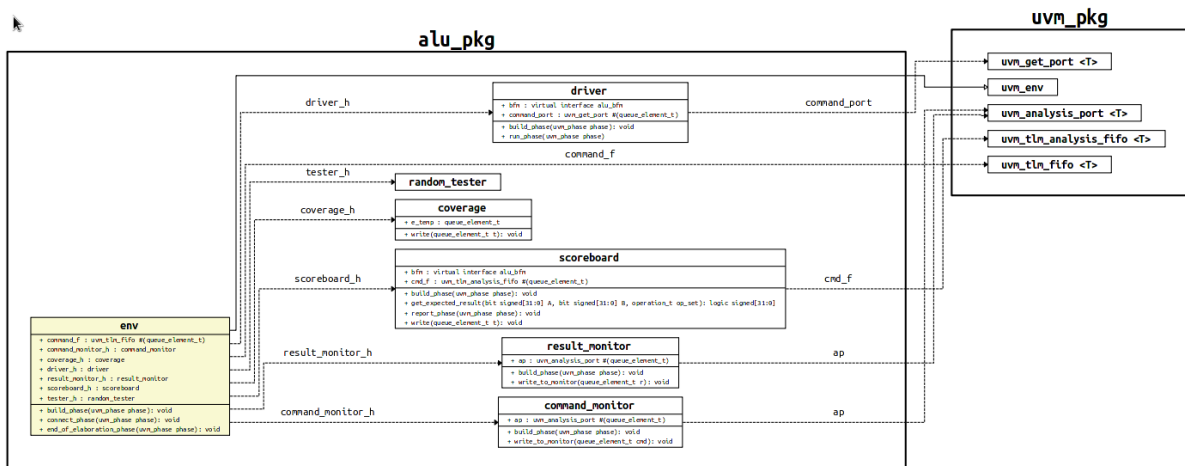 alu_pkg
uvm_pkg
uvm_get_port <T>
uvm_env
uvm_analysis_port <T>
uvm_tlm_analysis_fifo <T>
uvm_tlm_fifo <T>
driver_h
driver
+ bfn : virtual interface alu_bfn
+ command_port : uvm_get_port #(queue_element_t)
+ build_phase(uvm_phase phase): void
+ run_phase(uvm_phase phase)
command_port
command_f
tester_h
random_tester
coverage_h
coverage
+ e_temp : queue_element_t
+ write(queue_element_t t): void
scoreboard_h
scoreboard
+ bfn : virtual interface alu_bfn
+ cmd_f : uvm_tlm_analysis_fifo #(queue_element_t)
+ build_phase(uvm_phase phase): void
+ get_expected_result(bit signed[31:0] A, bit signed[31:0] B, operation_t op_set): logic signed[31:0]
+ report_phase(uvm_phase phase): void
+ write(queue_element_t t): void
cmd_f
env
+ command_f : uvm_tlm_fifo #(queue_element_t)
+ command_monitor_h : command_monitor
+ coverage_h : coverage
+ driver_h : driver
+ result_monitor_h : result_monitor
+ scoreboard_h : scoreboard
+ tester_h : random_tester
+ build_phase(uvm_phase phase): void
+ connect_phase(uvm_phase phase): void
+ end_of_elaboration_phase(uvm_phase phase): void
result_monitor_h
result_monitor
+ ap : uvm_analysis_port #(queue_element_t)
+ build_phase(uvm_phase phase): void
+ write_to_monitor(queue_element_t r): void
ap
command_monitor_h
command_monitor
+ ap : uvm_analysis_port #(queue_element_t)
+ build_phase(uvm_phase phase): void
+ write_to_monitor(queue_element_t cmd): void
ap